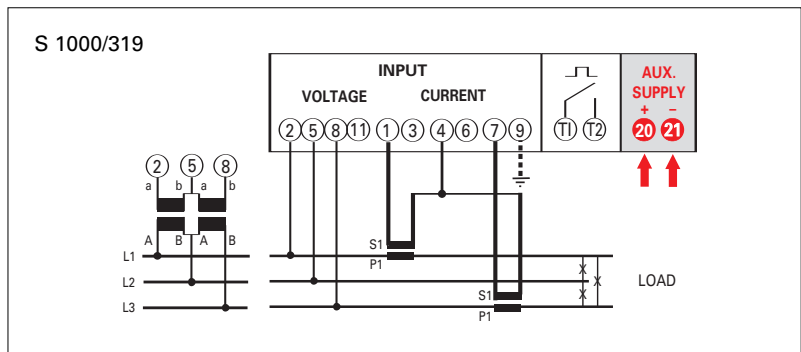 S 1000/319
INPUT
VOLTAGE CURRENT
AUX.
SUPPLY
+ –
2 5 8 11 1 3 4 6 7 9 T1 T2 20 21
2 5 8
a b a b
A B A B
L1
L2
L3
S1
P1
S1
P1
X
X
X
LOAD